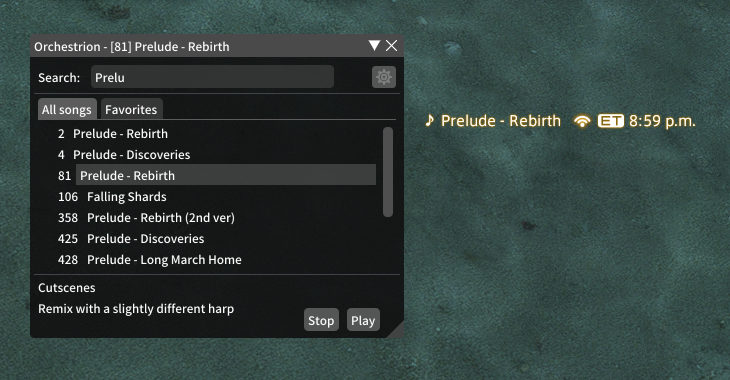 Orchestrion - [81] Prelude - Rebirth
Search: Prelu
All songs Favorites
2 Prelude - Rebirth
4 Prelude - Discoveries
81 Prelude - Rebirth
106 Falling Shards
358 Prelude - Rebirth (2nd ver)
425 Prelude - Discoveries
428 Prelude - Long March Home
Cutscenes
Remix with a slightly different harp
Stop Play
♪ Prelude - Rebirth ET 8:59 p.m.